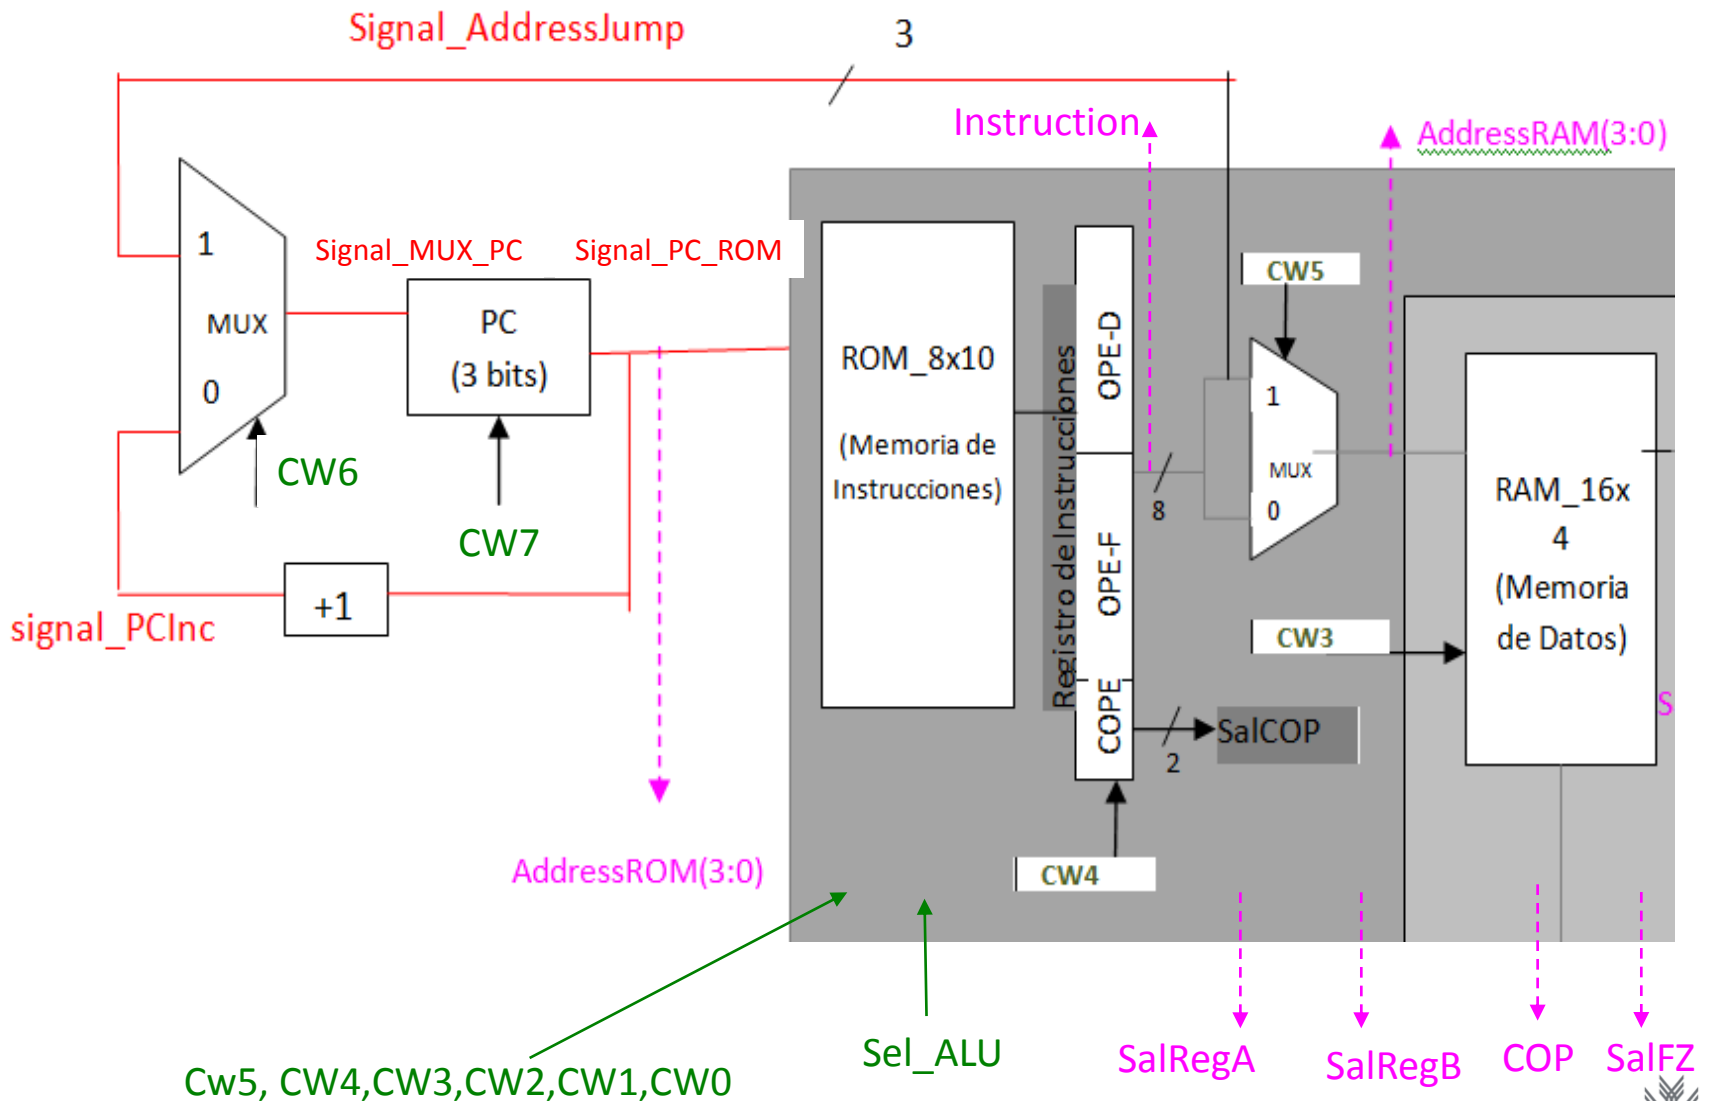 Signal_AddressJump
3
Instruction
AddressRAM(3:0)
1
Signal_MUX_PC
Signal_PC_ROM
MUX
0
PC
(3 bits)
CW6
CW7
+1
signal_PCInc
AddressROM(3:0)
ROM_8x10
(Memoria de
Instrucciones)
Registro de Instrucciones
OPE-D
OPE-F
COPE
8
2
SalCOP
CW4
CW5
1
MUX
0
CW3
RAM_16x
4
(Memoria
de Datos)
S
Sel_ALU
Cw5, CW4,CW3,CW2,CW1,CW0
SalRegA
SalRegB
COP
SalFZ